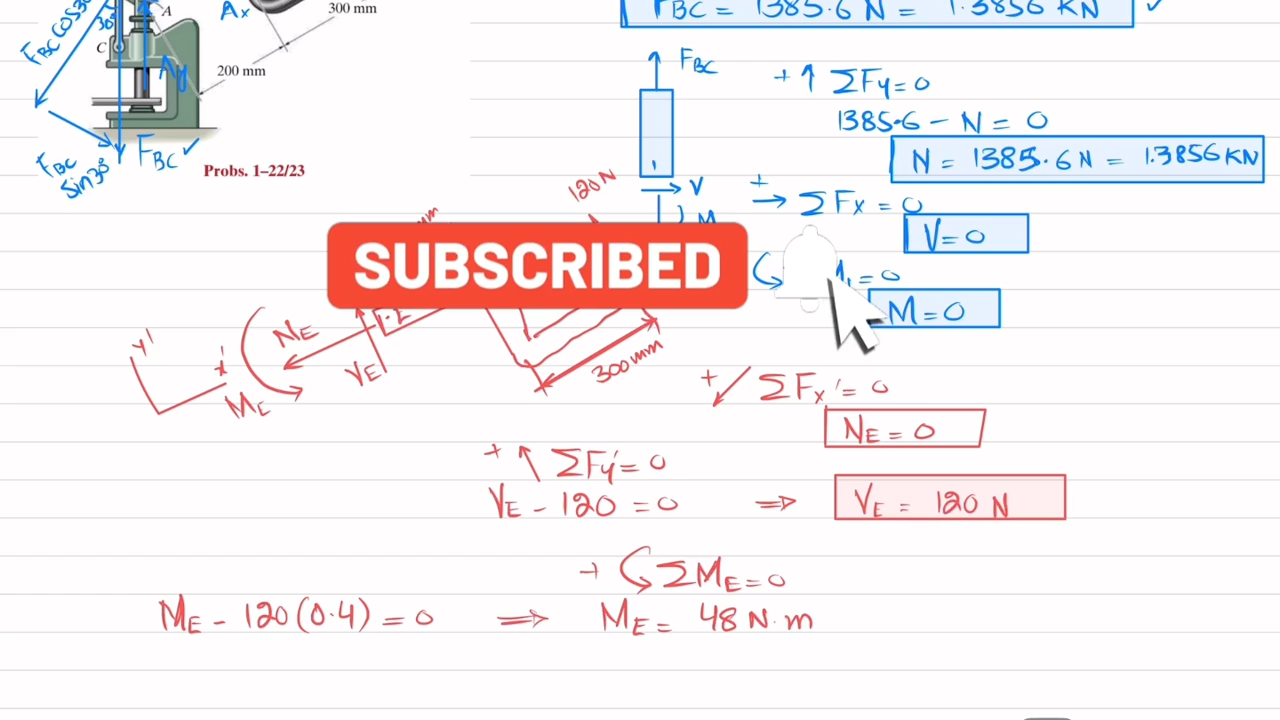 FBC = 1385.6 N = 1.3856 KN
FBC cos30°
30°
A
Ax
300 mm
C
Ay
200 mm
FBC
FBC sin30°
Probs. 1–22/23
FBC
+ ↑ ΣFy = 0
1385.6 - N = 0
N = 1385.6 N = 1.3856 KN
V
M
+ → ΣFx = 0
V = 0
= 0
M = 0
120 N
SUBSCRIBED
y'
x'
NE
VE
ME
E
300mm
+ ↙ ΣFx' = 0
NE = 0
+ ↑ ΣFy' = 0
VE - 120 = 0 ⇒ VE = 120 N
+ ΣME = 0
ME - 120(0.4) = 0 ⇒ ME = 48 N.m